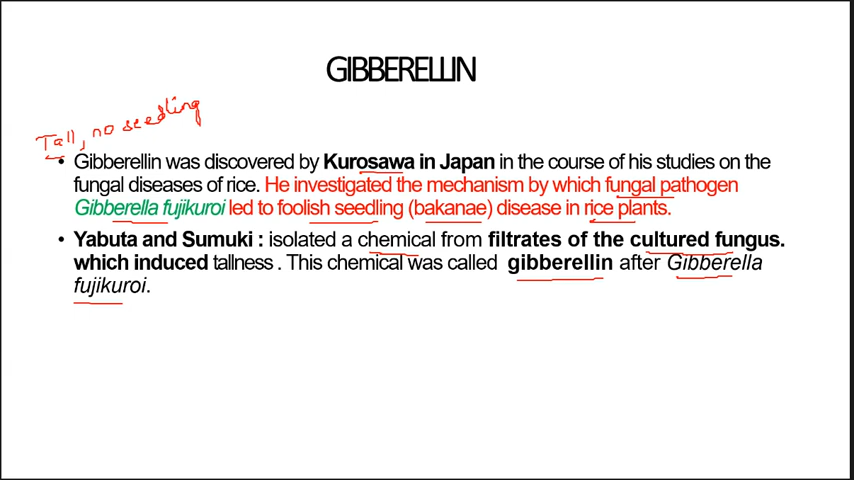 GIBBERELLIN
Tall, no seedling
• Gibberellin was discovered by Kurosawa in Japan in the course of his studies on the
fungal diseases of rice. He investigated the mechanism by which fungal pathogen
Gibberella fujikuroi led to foolish seedling (bakanae) disease in rice plants.
• Yabuta and Sumuki : isolated a chemical from filtrates of the cultured fungus.
which induced tallness . This chemical was called gibberellin after Gibberella
fujikuroi.